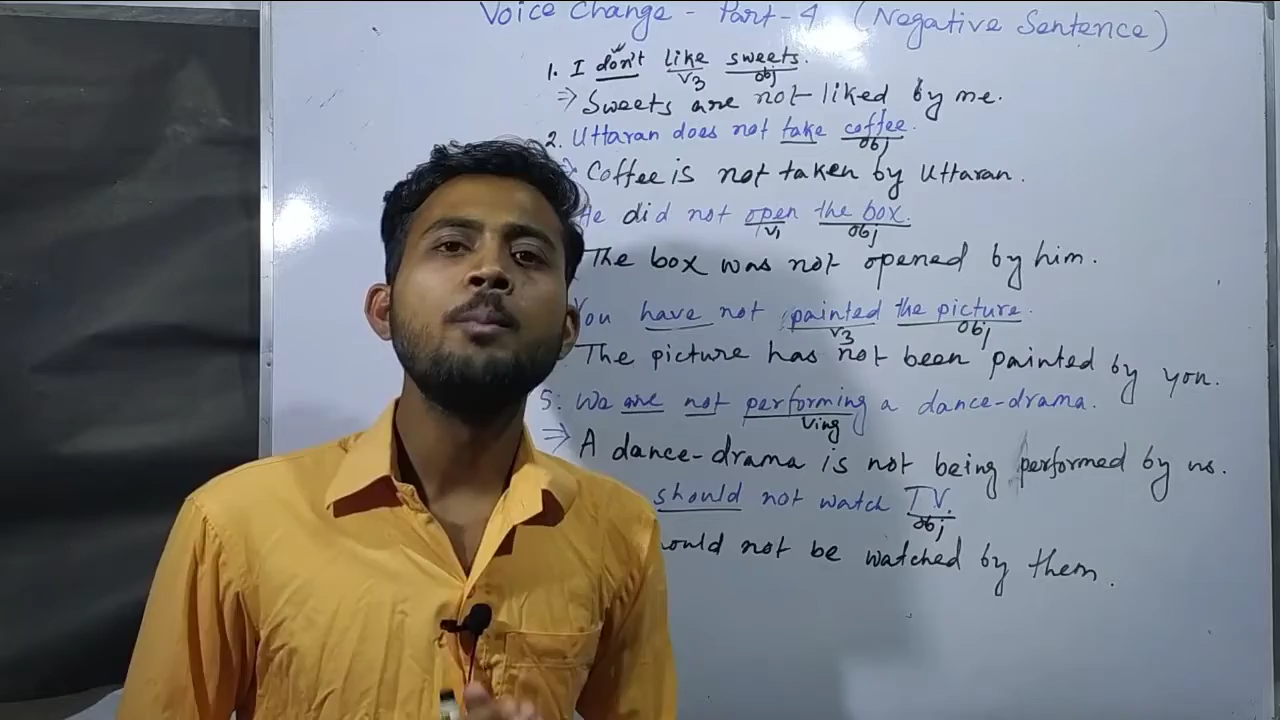 Voice Change - Part-4 (Negative Sentence)
1. I don't like sweets.
V3 obj
⇒ Sweets are not liked by me.
2. Uttaran does not take coffee.
obj
Coffee is not taken by Uttaran.
He did not open the box.
V1 obj
The box was not opened by him.
You have not painted the picture.
V3 obj
The picture has not been painted by you.
5. We are not performing a dance-drama.
Ving
⇒ A dance-drama is not being performed by us.
should not watch TV.
obj
ould not be watched by them.